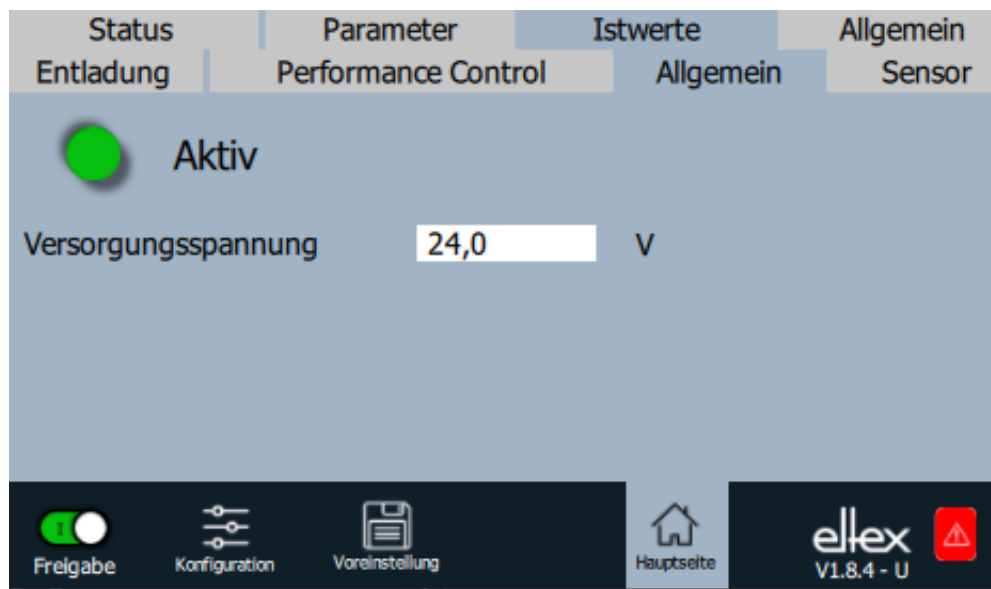 Status Parameter Istwerte Allgemein
Entladung Performance Control Allgemein Sensor
Aktiv
Versorgungsspannung 24,0 V
I
Freigabe Konfiguration Voreinstellung Hauptseite
eltex
V1.8.4 - U